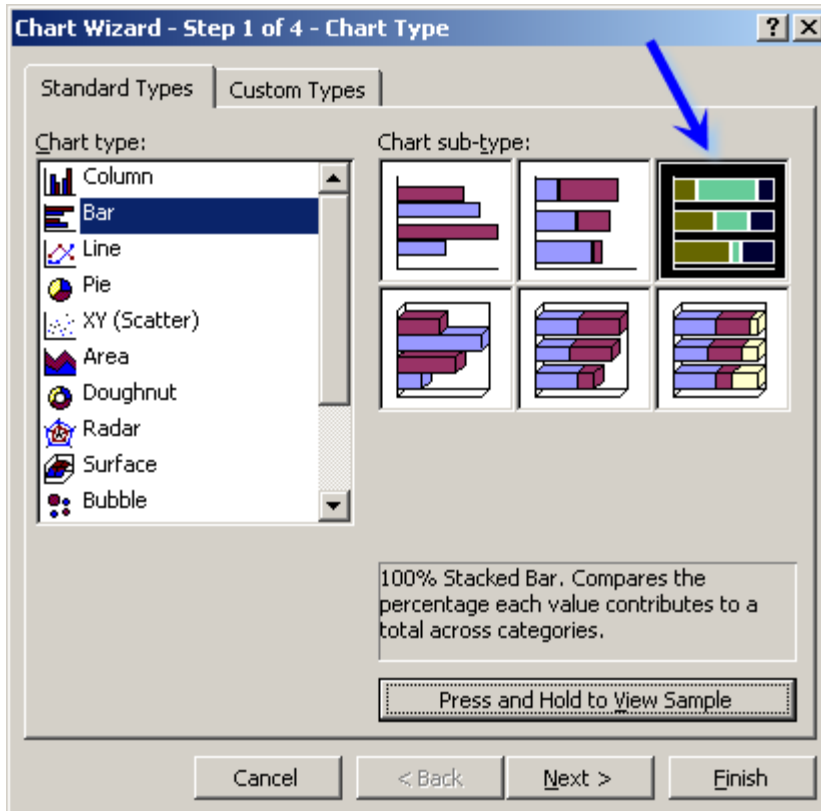 Chart Wizard - Step 1 of 4 - Chart Type
Standard Types
Custom Types
Chart type:
Column
Bar
Line
Pie
XY (Scatter)
Area
Doughnut
Radar
Surface
Bubble
Chart sub-type:
100% Stacked Bar. Compares the
percentage each value contributes to a
total across categories.
Press and Hold to View Sample
Cancel
< Back
Next >
Finish